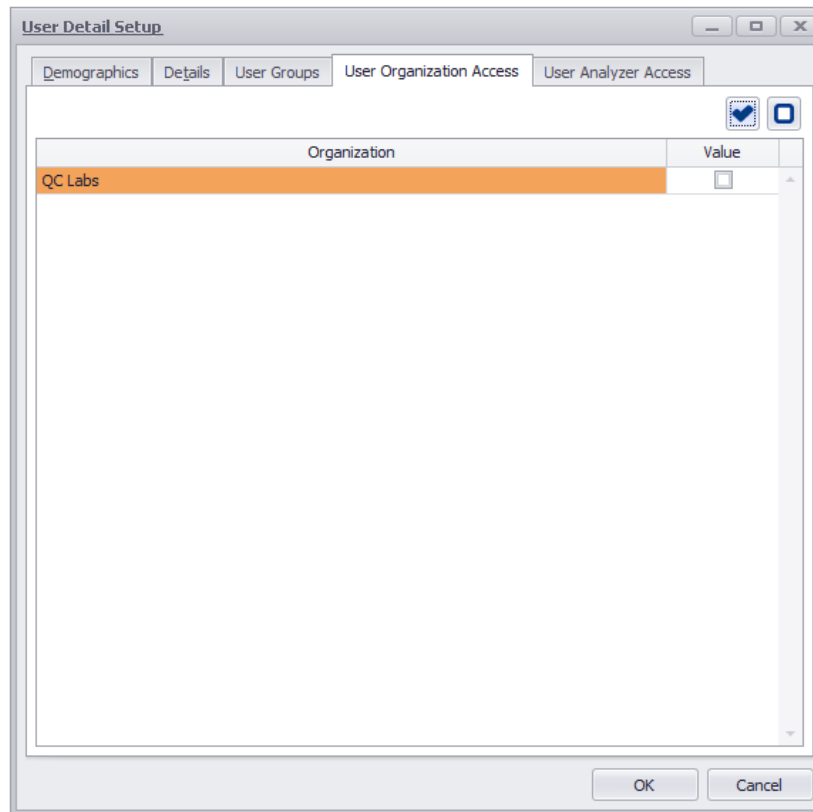 User Detail Setup
Demographics Details User Groups User Organization Access User Analyzer Access
Organization Value
QC Labs
OK Cancel